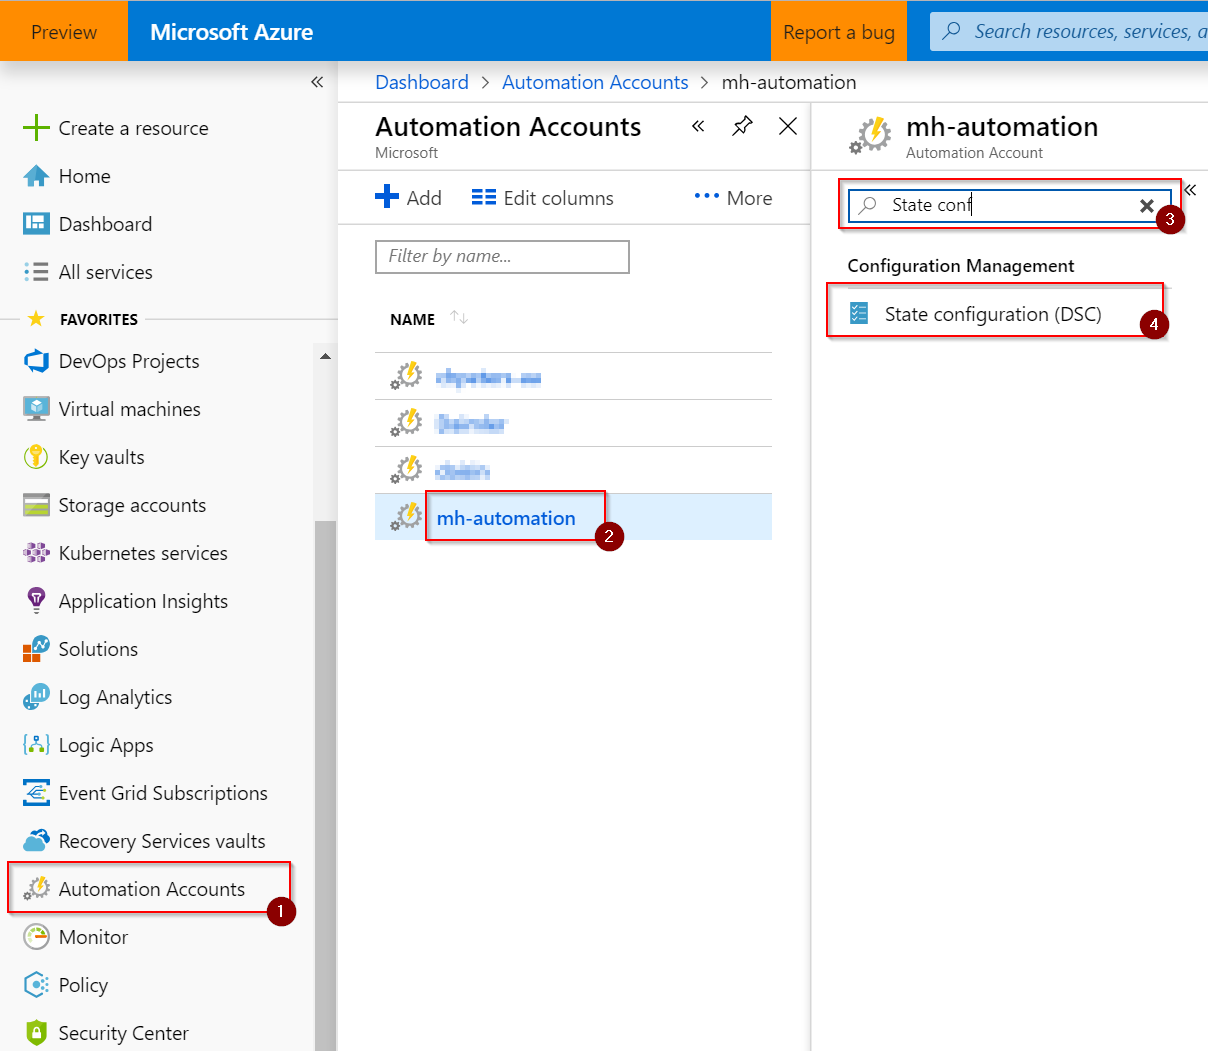 Preview
Microsoft Azure
Report a bug
Search resources, services, a
Dashboard > Automation Accounts > mh-automation
Create a resource
Home
Dashboard
All services
FAVORITES
DevOps Projects
Virtual machines
Key vaults
Storage accounts
Kubernetes services
Application Insights
Solutions
Log Analytics
Logic Apps
Event Grid Subscriptions
Recovery Services vaults
Automation Accounts
1
Monitor
Policy
Security Center
Automation Accounts
Microsoft
Add
Edit columns
More
Filter by name...
NAME
mh-automation
2
mh-automation
Automation Account
State conf
3
Configuration Management
State configuration (DSC)
4